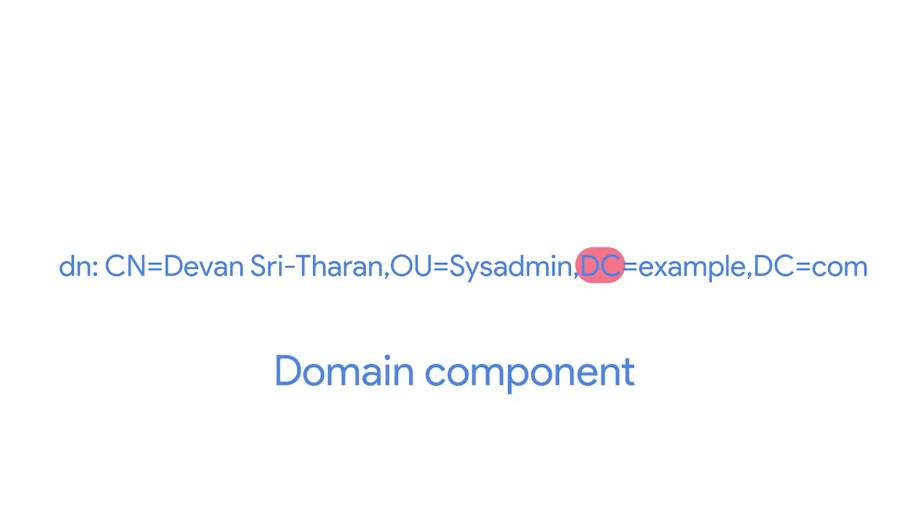 dn: CN=Devan Sri-Tharan,OU=Sysadmin,DC=example,DC=com
Domain component